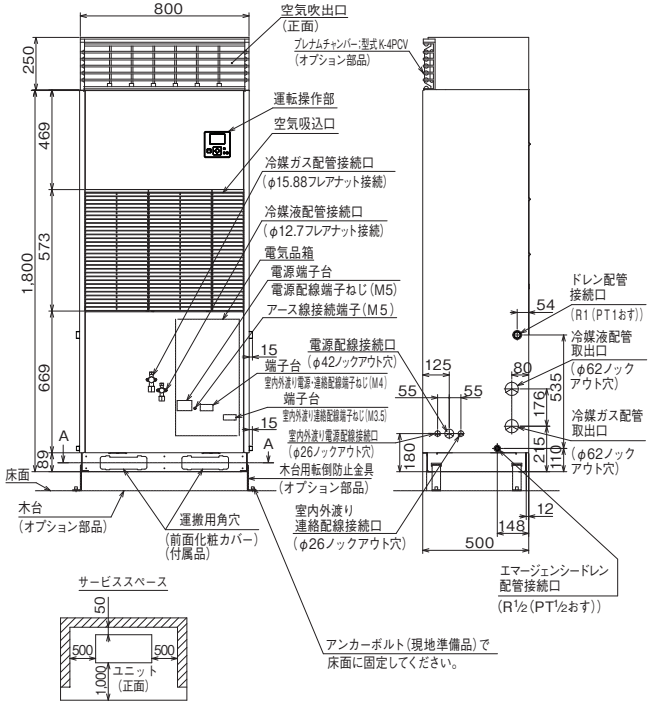 800
空気吹出口
(正面)
プレナムチャンバー:型式K-4PCV
(オプション部品)
250
運転操作部
空気吸込口
469
冷媒ガス配管接続口
(φ15.88フレアナット接続)
冷媒液配管接続口
(φ12.7フレアナット接続)
573
1,800
電気品箱
電源端子台
電源配線端子ねじ(M5)
アース線接続端子(M5)
ドレン配管
接続口
(R1(PT1おす))
54
15
電源配線接続口
(φ42ノックアウト穴)
125
冷媒液配管
取出口
(φ62ノック
アウト穴)
80
535
端子台
室内外渡り電源・連絡配線端子ねじ(M4)
55
55
176
669
端子台
室内外渡り連絡配線端子ねじ(M3.5)
15
室内外渡り電源配線接続口
(φ26ノックアウト穴)
180
冷媒ガス配管
取出口
(φ62ノック
アウト穴)
215
110
A
A
89
木台用転倒防止金具
(オプション部品)
床面
木台
(オプション部品)
運搬用角穴
(前面化粧カバー)
(付属品)
室内外渡り
連絡配線接続口
(φ26ノックアウト穴)
12
148
500
エマージェンシードレン
配管接続口
(R1/2(PT1/2おす))
サービススペース
50
500
500
ユニット
(正面)
1,000
アンカーボルト(現地準備品)で
床面に固定してください。